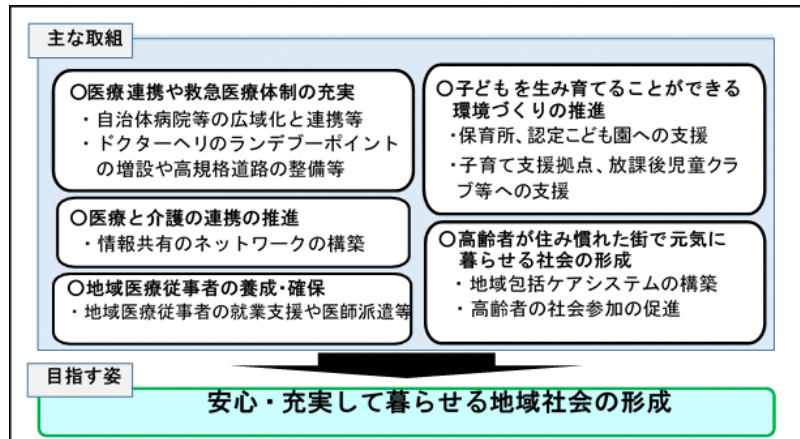 主な取組
〇医療連携や救急医療体制の充実
・自治体病院等の広域化と連携等
・ドクターヘリのランデブーポイント
の増設や高規格道路の整備等
〇医療と介護の連携の推進
・情報共有のネットワークの構築
〇地域医療従事者の養成・確保
・地域医療従事者の就業支援や医師派遣等
〇子どもを生み育てることができる
環境づくりの推進
・保育所、認定こども園への支援
・子育て支援拠点、放課後児童クラ
ブ等への支援
〇高齢者が住み慣れた街で元気に
暮らせる社会の形成
・地域包括ケアシステムの構築
・高齢者の社会参加の促進
目指す姿
安心・充実して暮らせる地域社会の形成